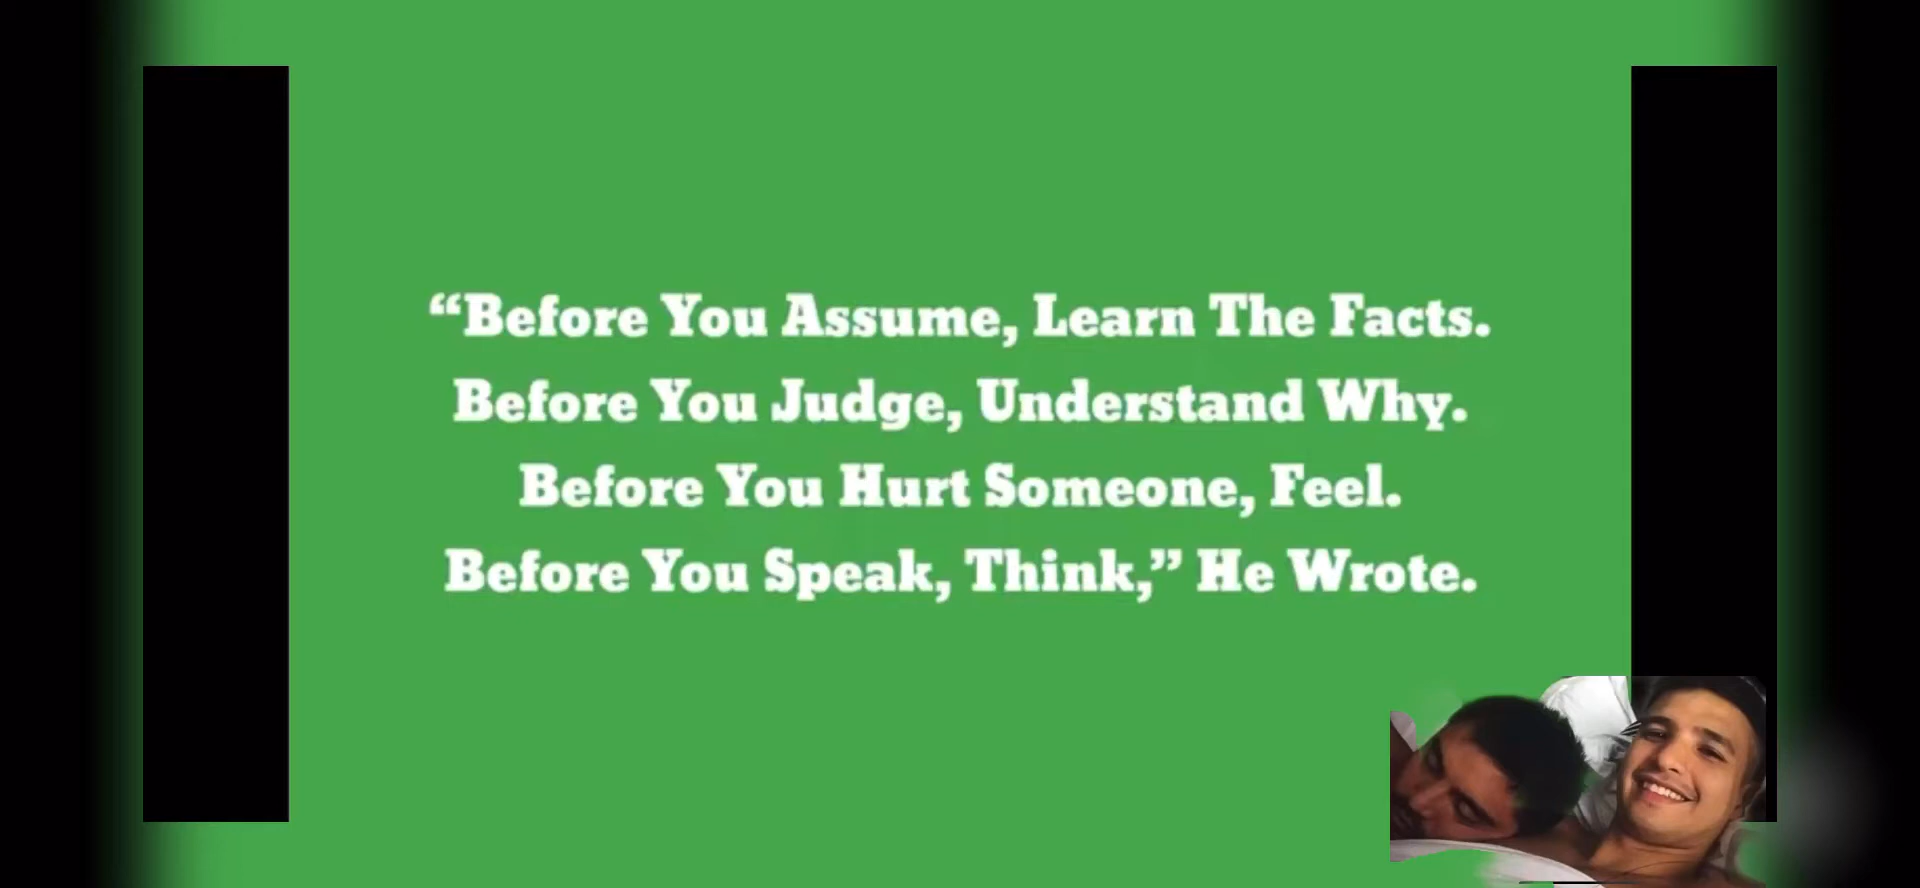 “Before You Assume, Learn The Facts.
Before You Judge, Understand Why.
Before You Hurt Someone, Feel.
Before You Speak, Think,” He Wrote.